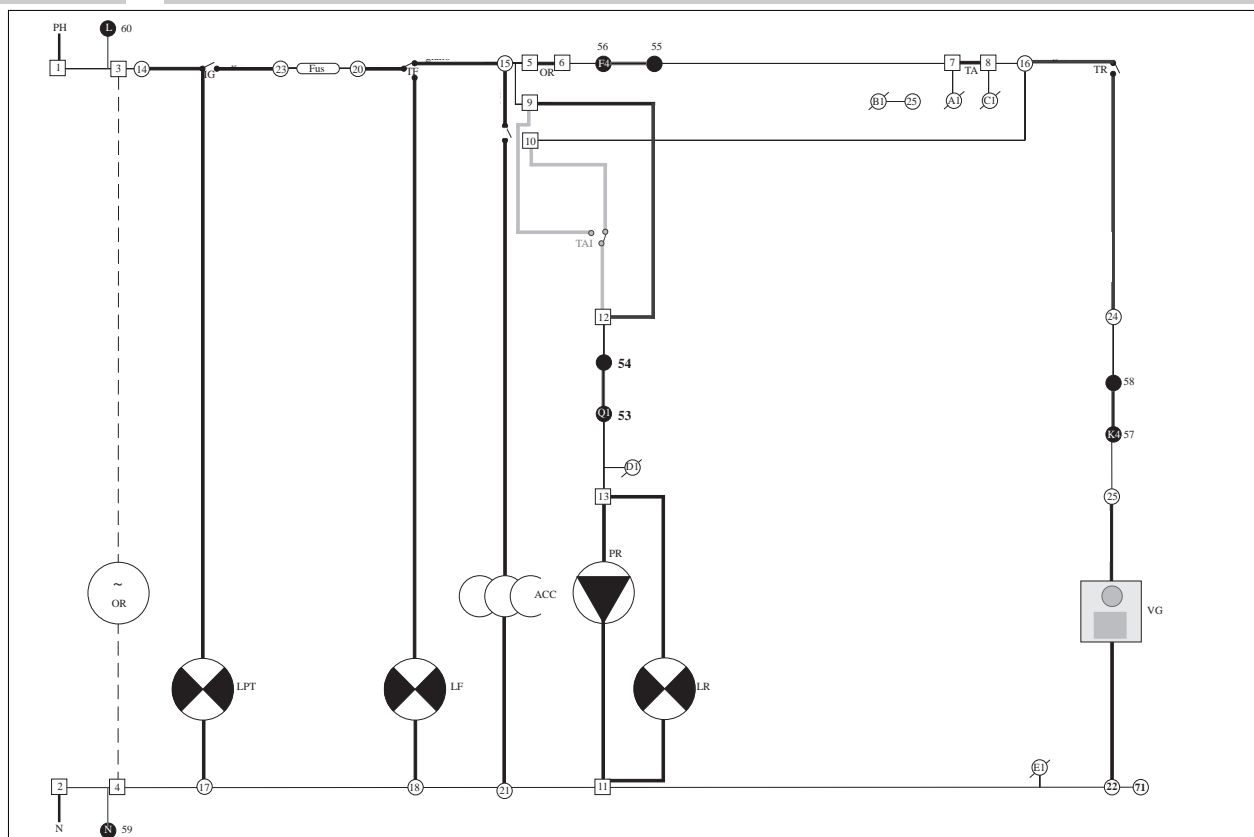 PH
L 60
56 55
1 3 14 IG 23 Fus 20 TF 15 5 OR 6 F4 7 TA 8 16 TR
B1 25 A1 C1
9
10
TAI
12 24
54
58
Q1 53
K4 57
D1
13 25
PR
~
OR
ACC
VG
LPT LF LR
E1
2 4 17 18 21 11 22 71
N N 59